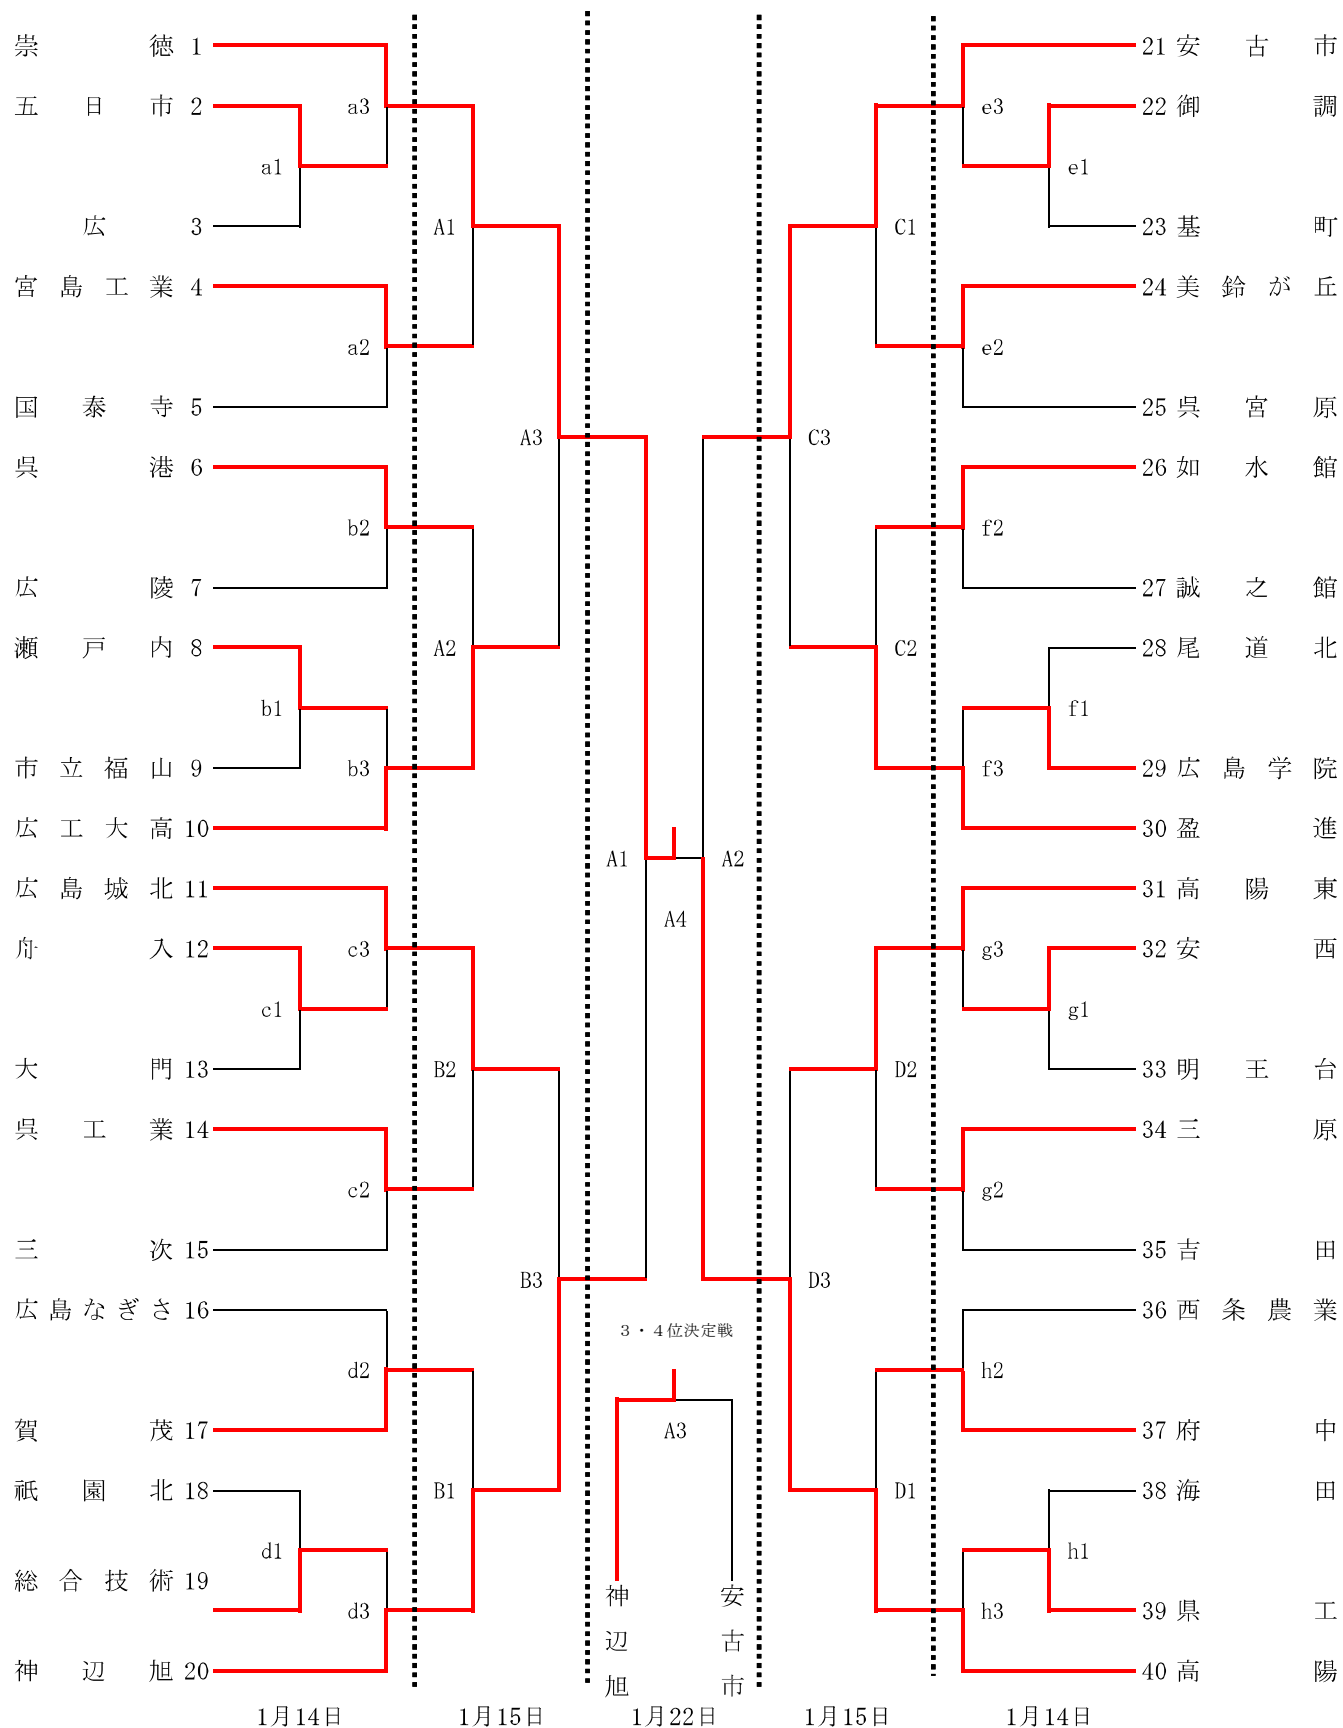 崇徳 1
五日市 2
広 3
宮島工業 4
国泰寺 5
呉港 6
広陵 7
瀬戸内 8
市立福山 9
広工大高 10
広島城北 11
舟入 12
大門 13
呉工業 14
三次 15
広島なぎさ 16
賀茂 17
祇園北 18
総合技術 19
神辺旭 20
a3
a1
a2
b2
b1
b3
c3
c1
c2
d2
d1
d3
A1
A2
B2
B1
A3
B3
A1
A2
A4
3・4位決定戦
A3
神辺旭
安古市
C3
D3
C1
C2
D2
D1
e3
e1
e2
f2
f1
f3
g3
g1
g2
h2
h1
h3
21 安古市
22 御調
23 基町
24 美鈴が丘
25 呉宮原
26 如水館
27 誠之館
28 尾道北
29 広島学院
30 盈進
31 高陽東
32 安西
33 明王台
34 三原
35 吉田
36 西条農業
37 府中
38 海田
39 県工
40 高陽
1月14日
1月15日
1月22日
1月15日
1月14日